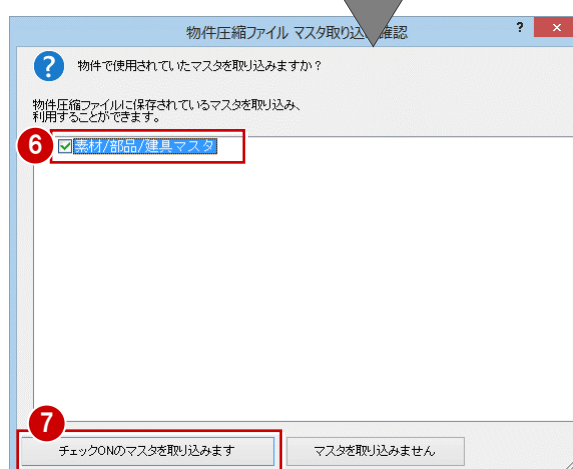 物件圧縮ファイル マスタ取り込み確認
?
物件で使用されていたマスタを取り込みますか？
物件圧縮ファイルに保存されているマスタを取り込み、
利用することができます。
6 素材/部品/建具マスタ
7
チェックONのマスタを取り込みます マスタを取り込みません